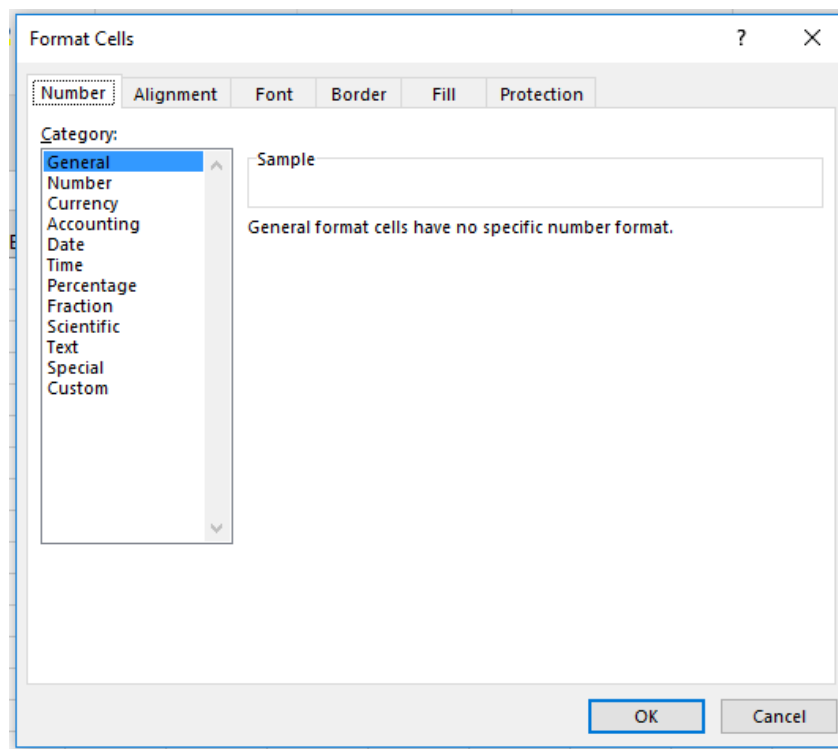 Format Cells ? X
Number Alignment Font Border Fill Protection
Category:
General
Number
Currency
Accounting
Date
Time
Percentage
Fraction
Scientific
Text
Special
Custom
Sample
General format cells have no specific number format.
OK Cancel